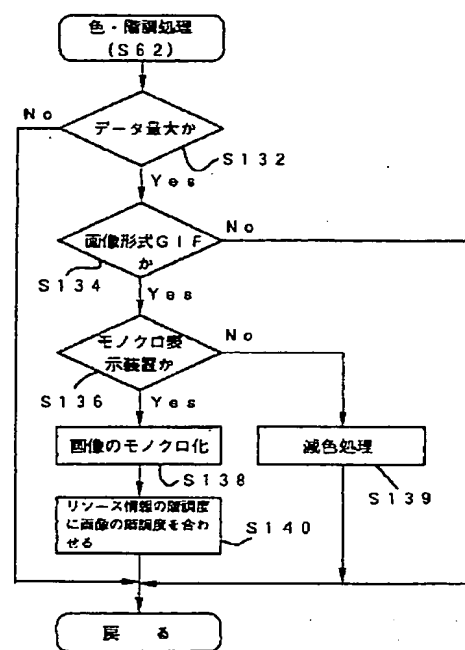 色・階調処理
(S62)
No
データ最大か
S132
Yes
画像形式GIF
か
No
S134
Yes
モノクロ表
示装置か
No
S136
Yes
画像のモノクロ化
減色処理
S138
S139
リソース情報の階調度
に画像の階調度を合わ
せる
S140
戻る